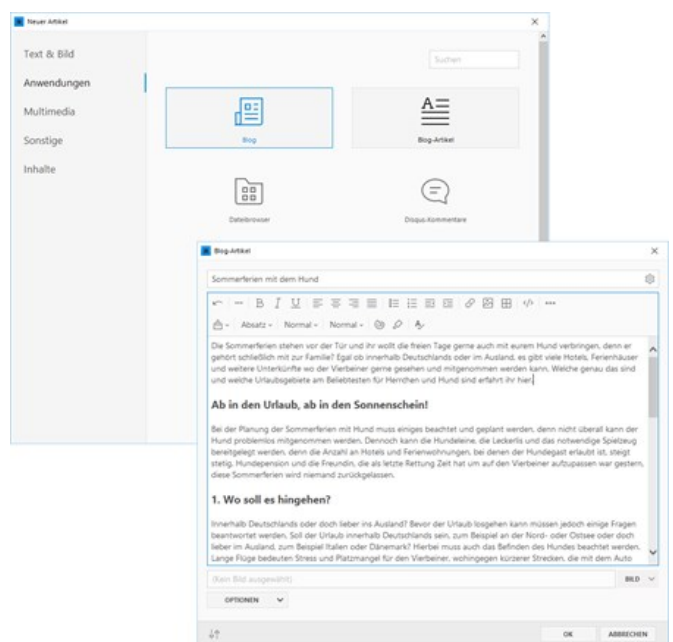 Neuer Artikel
Text & Bild
Anwendungen
Multimedia
Sonstige
Inhalte
Suchen
Blog
Blog-Artikel
Dateibrowser
Disqus-Kommentare
Blog-Artikel
Sommerferien mit dem Hund
Absatz
Normal
Normal
Die Sommerferien stehen vor der Tür und ihr wollt die freien Tage gerne auch mit eurem Hund verbringen, denn er
gehört schließlich mit zur Familie? Egal ob innerhalb Deutschlands oder im Ausland, es gibt viele Hotels, Ferienhäuser
und weitere Unterkünfte wo der Vierbeiner gerne gesehen und mitgenommen werden kann. Welche genau das sind
und welche Urlaubsgebiete am Beliebtesten für Herrchen und Hund sind erfahrt ihr hier.
Ab in den Urlaub, ab in den Sonnenschein!
Bei der Planung der Sommerferien mit Hund muss einiges beachtet und geplant werden, denn nicht überall kann der
Hund problemlos mitgenommen werden. Dennoch kann die Hundeleine, die Leckerlis und das notwendige Spielzeug
bereitgelegt werden, denn die Anzahl an Hotels und Ferienwohnungen, bei denen der Hundegast erlaubt ist, steigt
stetig. Hundepension und die Freundin, die als letzte Rettung Zeit hat um auf den Vierbeiner aufzupassen war gestern,
diese Sommerferien wird niemand zurückgelassen.
1. Wo soll es hingehen?
Innerhalb Deutschlands oder doch lieber ins Ausland? Bevor der Urlaub losgehen kann müssen jedoch einige Fragen
beantwortet werden. Soll der Urlaub innerhalb Deutschlands sein, zum Beispiel an der Nord- oder Ostsee oder doch
lieber im Ausland, zum Beispiel Italien oder Dänemark? Hierbei muss auch das Befinden des Hundes beachtet werden.
Lange Flüge bedeuten Stress und Platzmangel für den Vierbeiner, wohingegen kürzerer Strecken, die mit dem Auto
(Kein Bild ausgewählt)
BILD
OPTIONEN
OK
ABBRECHEN